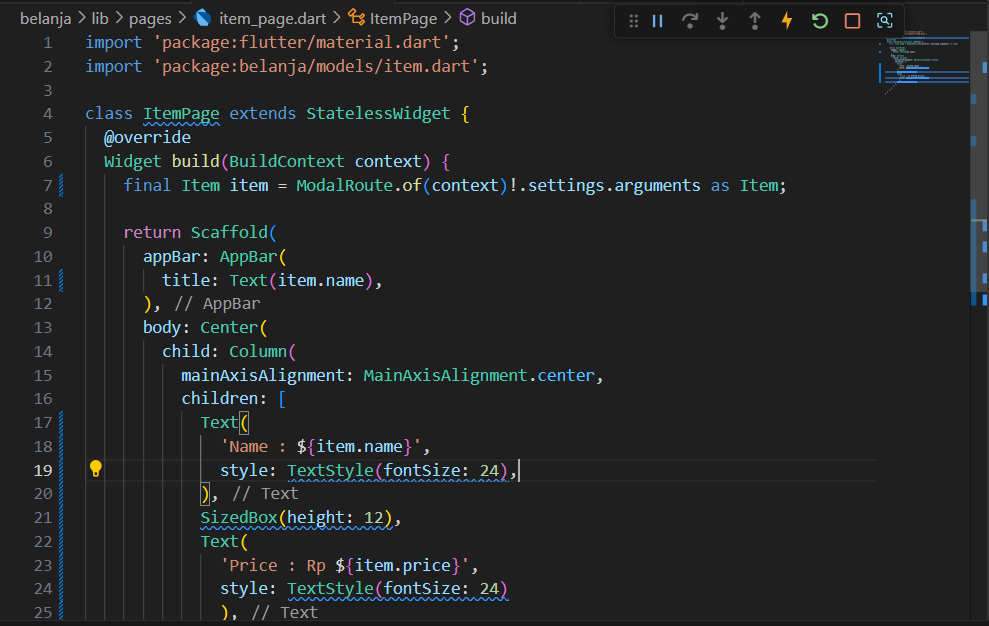 belanja > lib > pages > item_page.dart > ItemPage > build
1 import 'package:flutter/material.dart';
2 import 'package:belanja/models/item.dart';
3
4 class ItemPage extends StatelessWidget {
5 @override
6 Widget build(BuildContext context) {
7 final Item item = ModalRoute.of(context)!.settings.arguments as Item;
8
9 return Scaffold(
10 appBar: AppBar(
11 title: Text(item.name),
12 ), // AppBar
13 body: Center(
14 child: Column(
15 mainAxisAlignment: MainAxisAlignment.center,
16 children: [
17 Text(
18 'Name : ${item.name}',
19 style: TextStyle(fontSize: 24),
20 ), // Text
21 SizedBox(height: 12),
22 Text(
23 'Price : Rp ${item.price}',
24 style: TextStyle(fontSize: 24)
25 ), // Text